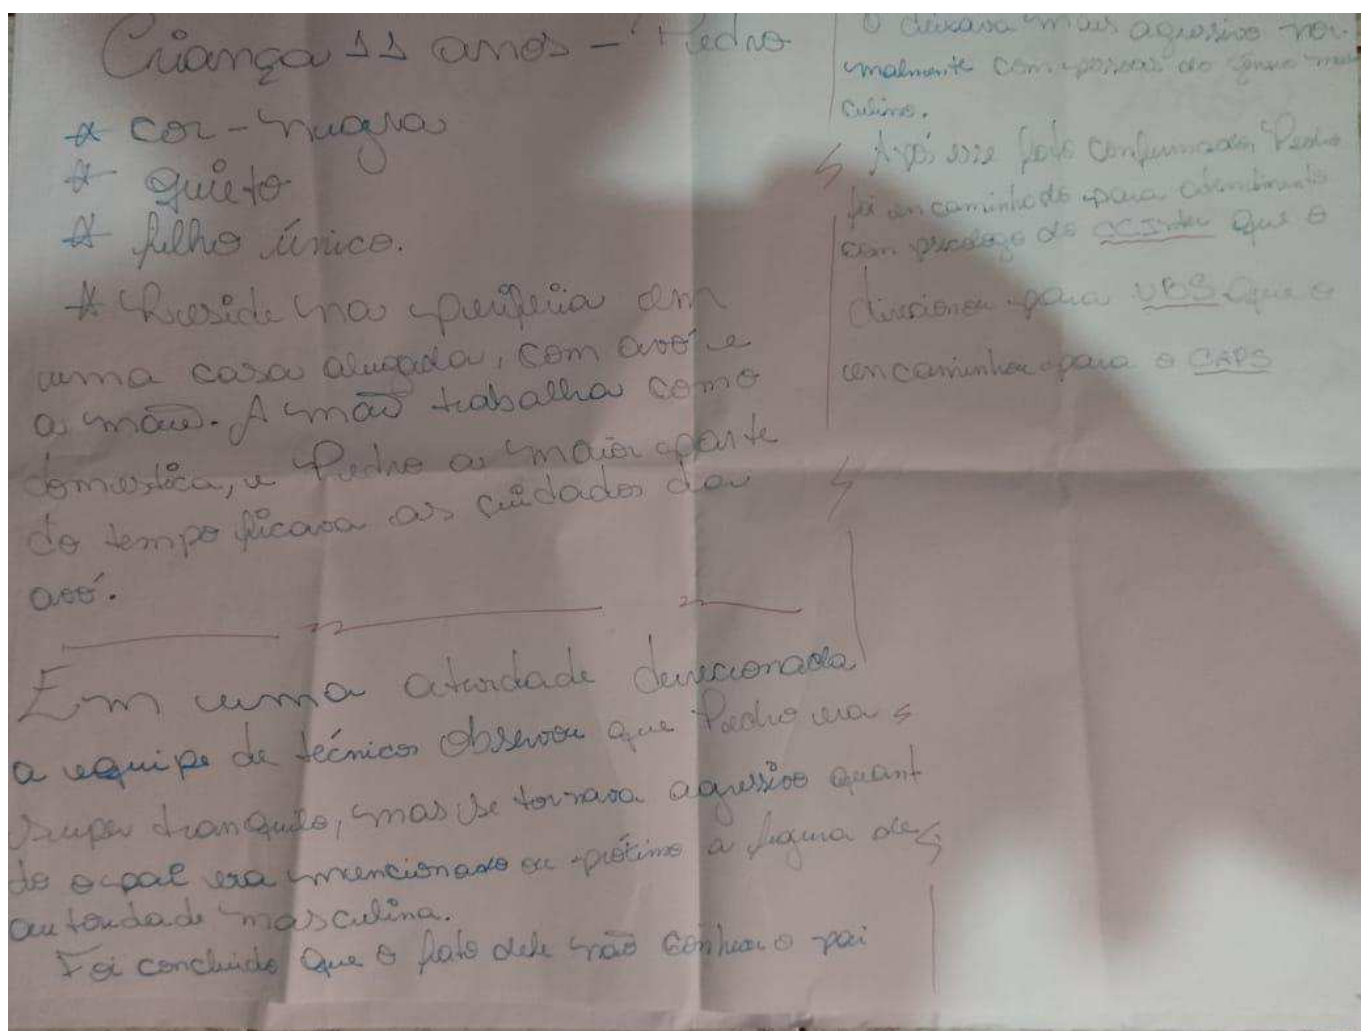 Criança 11 anos - Pedro
* cor - negra
* quieto
* filho único.
* Reside na periferia em
uma casa alugada, com avó e
a mãe. A mãe trabalha como
domestica, e Pedro a maior parte
do tempo ficava as cuidados da
avó.
Em uma atividade direcionada
a equipe de técnicos observou que Pedro era
super tranquilo, mas se tornava agressivo quant
do o pai era mencionado ou próximo a figura de
autoridade masculina.
Foi concluido que o fato dele não conhecer o pai
o deixava mais agressivo nor-
malmente com pessoas do gênero mas
culino.
Após esse fato confirmado, Pedro
foi encaminhado para atendimento
com psicologo do que o
direcionou para UBS que o
encaminhou para o CAPS